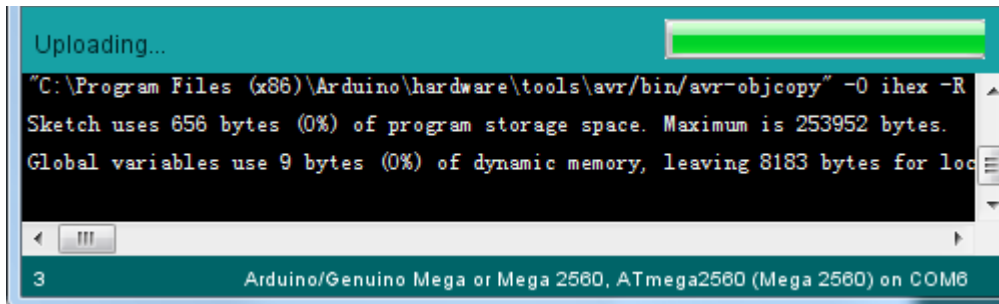 Uploading...
"C:\Program Files (x86)\Arduino\hardware\tools\avr/bin/avr-objcopy" -O ihex -R
Sketch uses 656 bytes (0%) of program storage space. Maximum is 253952 bytes.
Global variables use 9 bytes (0%) of dynamic memory, leaving 8183 bytes for loc
3 Arduino/Genuino Mega or Mega 2560, ATmega2560 (Mega 2560) on COM6